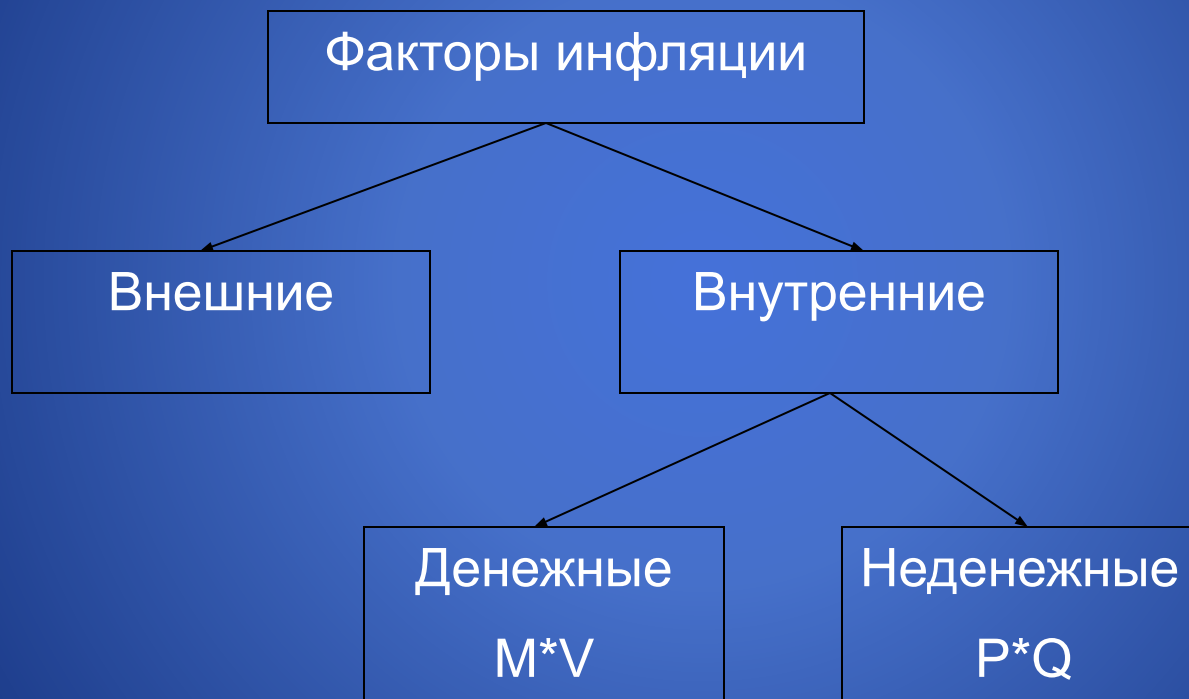 Факторы инфляции
Внешние
Внутренние
Денежные
M*V
Неденежные
P*Q